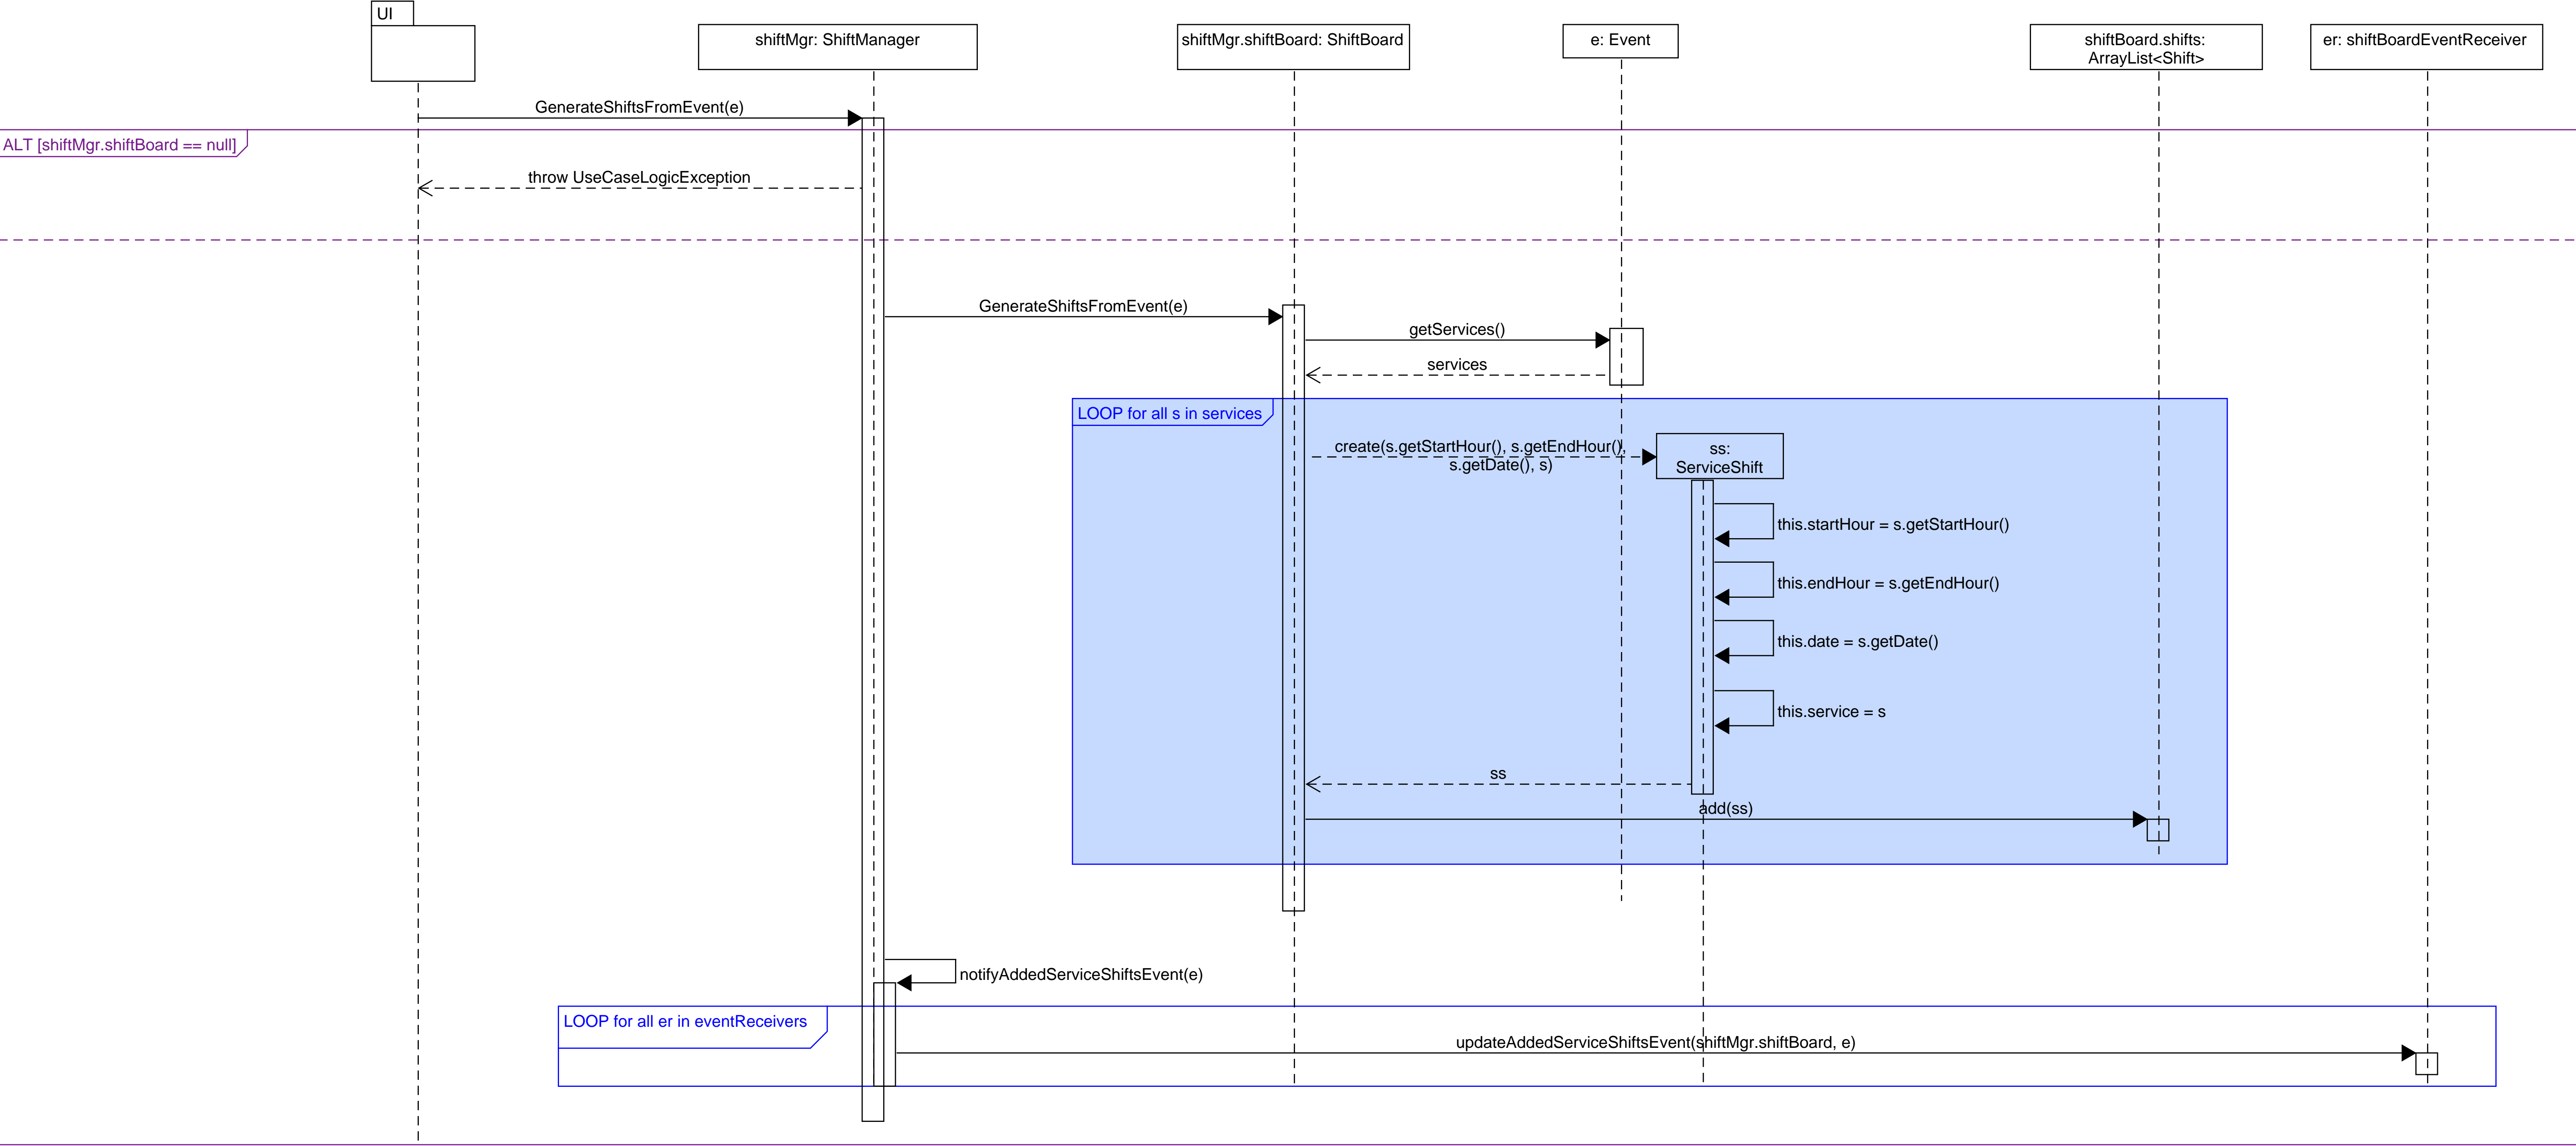 UI
shiftMgr: ShiftManager
shiftMgr.shiftBoard: ShiftBoard
e: Event
shiftBoard.shifts:
ArrayList<Shift>
er: shiftBoardEventReceiver
GenerateShiftsFromEvent(e)
ALT [shiftMgr.shiftBoard == null]
throw UseCaseLogicException
GenerateShiftsFromEvent(e)
getServices()
services
LOOP for all s in services
create(s.getStartHour(), s.getEndHour(),
s.getDate(), s)
ss:
ServiceShift
this.startHour = s.getStartHour()
this.endHour = s.getEndHour()
this.date = s.getDate()
this.service = s
ss
add(ss)
notifyAddedServiceShiftsEvent(e)
LOOP for all er in eventReceivers
updateAddedServiceShiftsEvent(shiftMgr.shiftBoard, e)